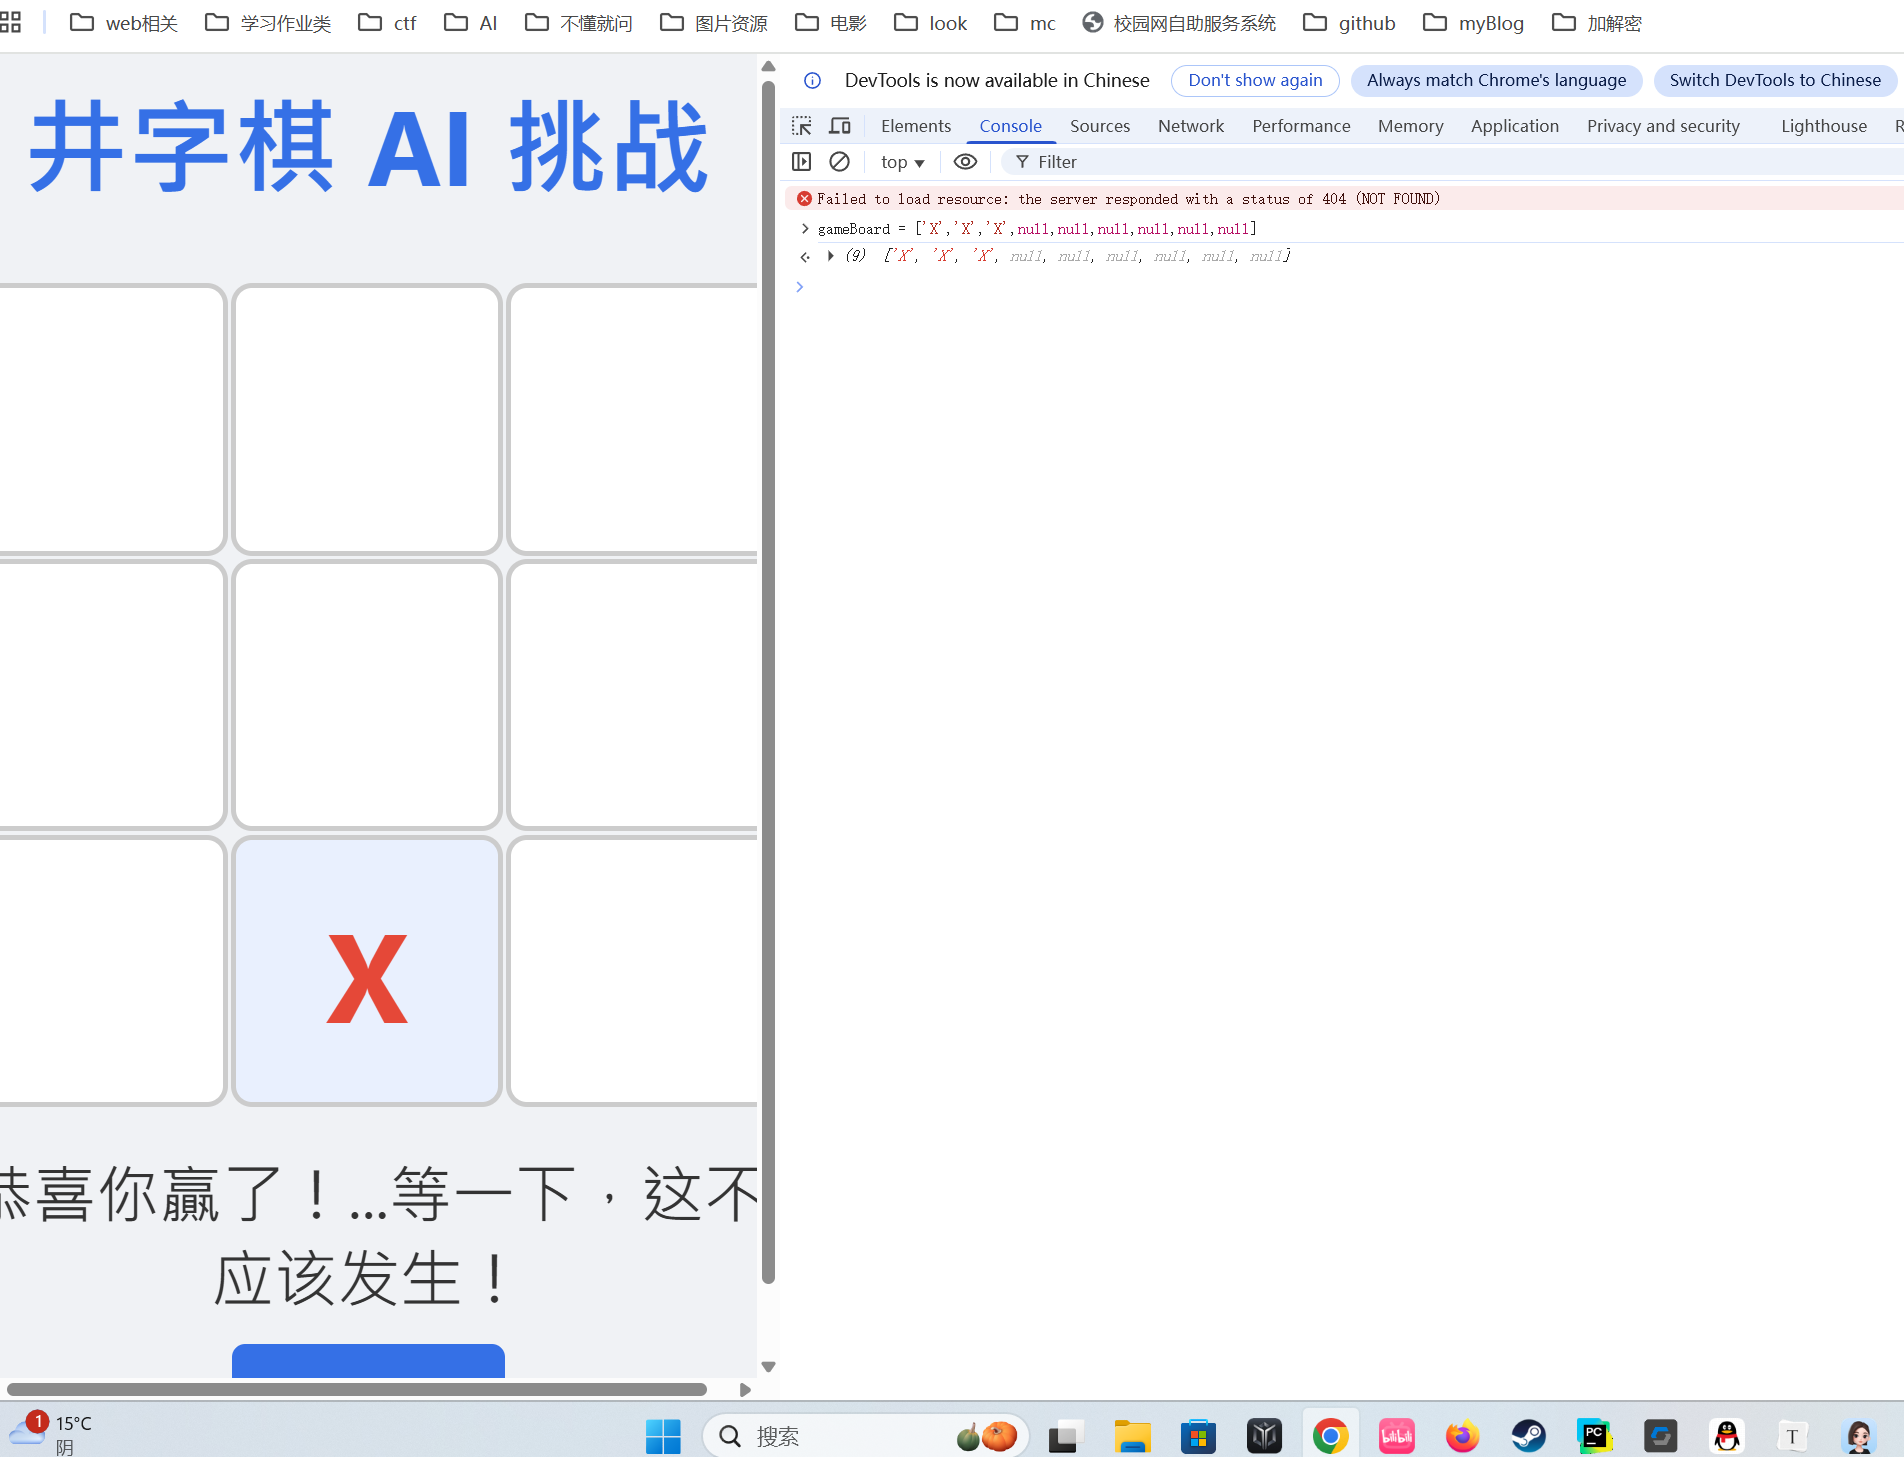 web相关 学习作业类 ctf AI 不懂就问 图片资源 电影 look mc 校园网自助服务系统 github myBlog 加解密
井字棋 AI 挑战
X
恭喜你赢了！...等一下，这不
应该发生！
DevTools is now available in Chinese Don't show again Always match Chrome's language Switch DevTools to Chinese
Elements Console Sources Network Performance Memory Application Privacy and security Lighthouse R
top Filter
Failed to load resource: the server responded with a status of 404 (NOT FOUND)
gameBoard = ['X','X','X',null,null,null,null,null,null]
(9) ['X', 'X', 'X', null, null, null, null, null, null]
1 15°C
阴
搜索
bilibili
PC
T